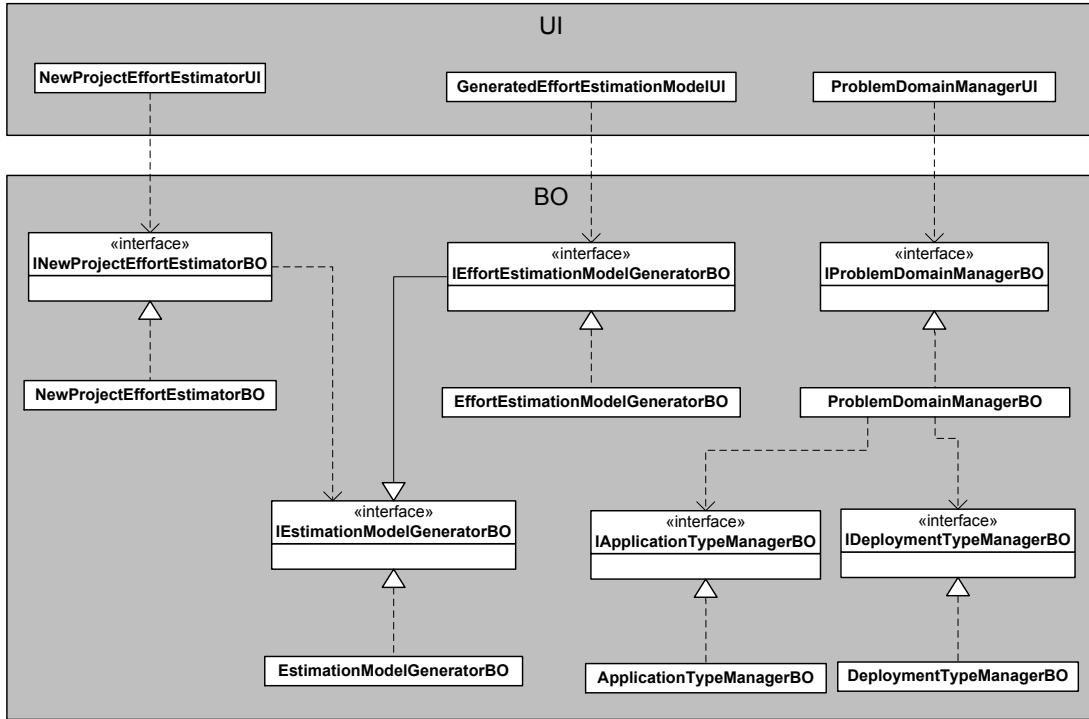 UI
NewProjectEffortEstimatorUI
GeneratedEffortEstimationModelUI
ProblemDomainManagerUI
BO
«interface»
INewProjectEffortEstimatorBO
«interface»
IEffortEstimationModelGeneratorBO
«interface»
IProblemDomainManagerBO
NewProjectEffortEstimatorBO
EffortEstimationModelGeneratorBO
ProblemDomainManagerBO
«interface»
IEstimationModelGeneratorBO
«interface»
IApplicationTypeManagerBO
«interface»
IDeploymentTypeManagerBO
EstimationModelGeneratorBO
ApplicationTypeManagerBO
DeploymentTypeManagerBO